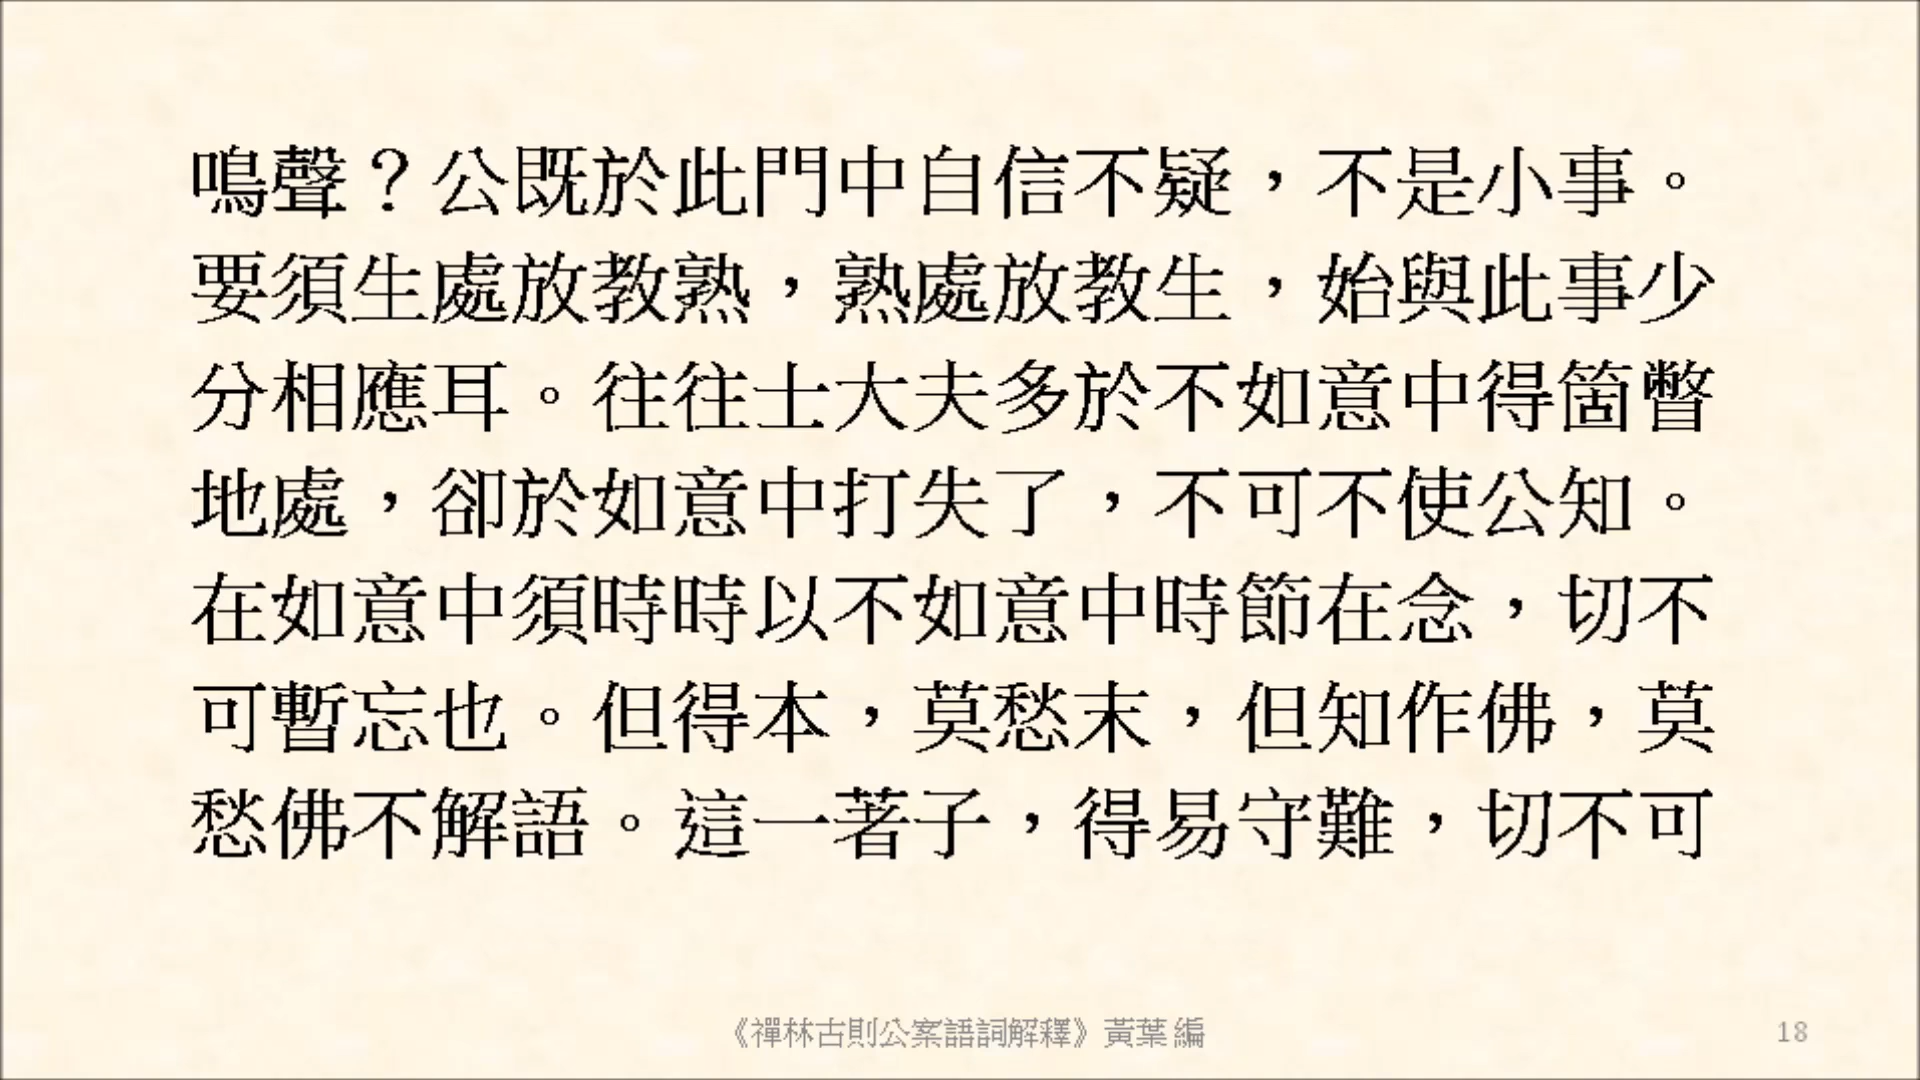 鳴聲？公既於此門中自信不疑，不是小事。
要須生處放教熟，熟處放教生，始與此事少
分相應耳。往往士大夫多於不如意中得箇瞥
地處，卻於如意中打失了，不可不使公知。
在如意中須時時以不如意中時節在念，切不
可暫忘也。但得本，莫愁末，但知作佛，莫
愁佛不解語。這一著子，得易守難，切不可
《禪林古則公案語詞解釋》黃葉 編
18